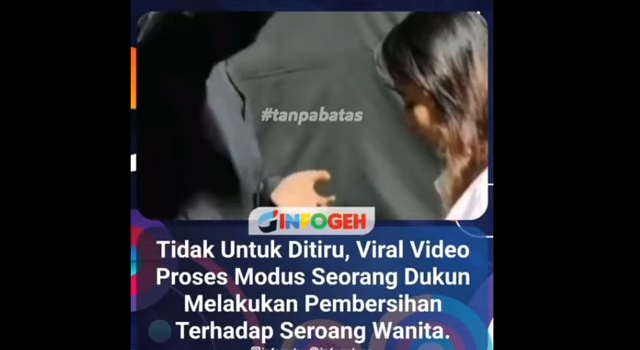 #tanpabatas
INFOGEH
Tidak Untuk Ditiru, Viral Video
Proses Modus Seorang Dukun
Melakukan Pembersihan
Terhadap Seroang Wanita.